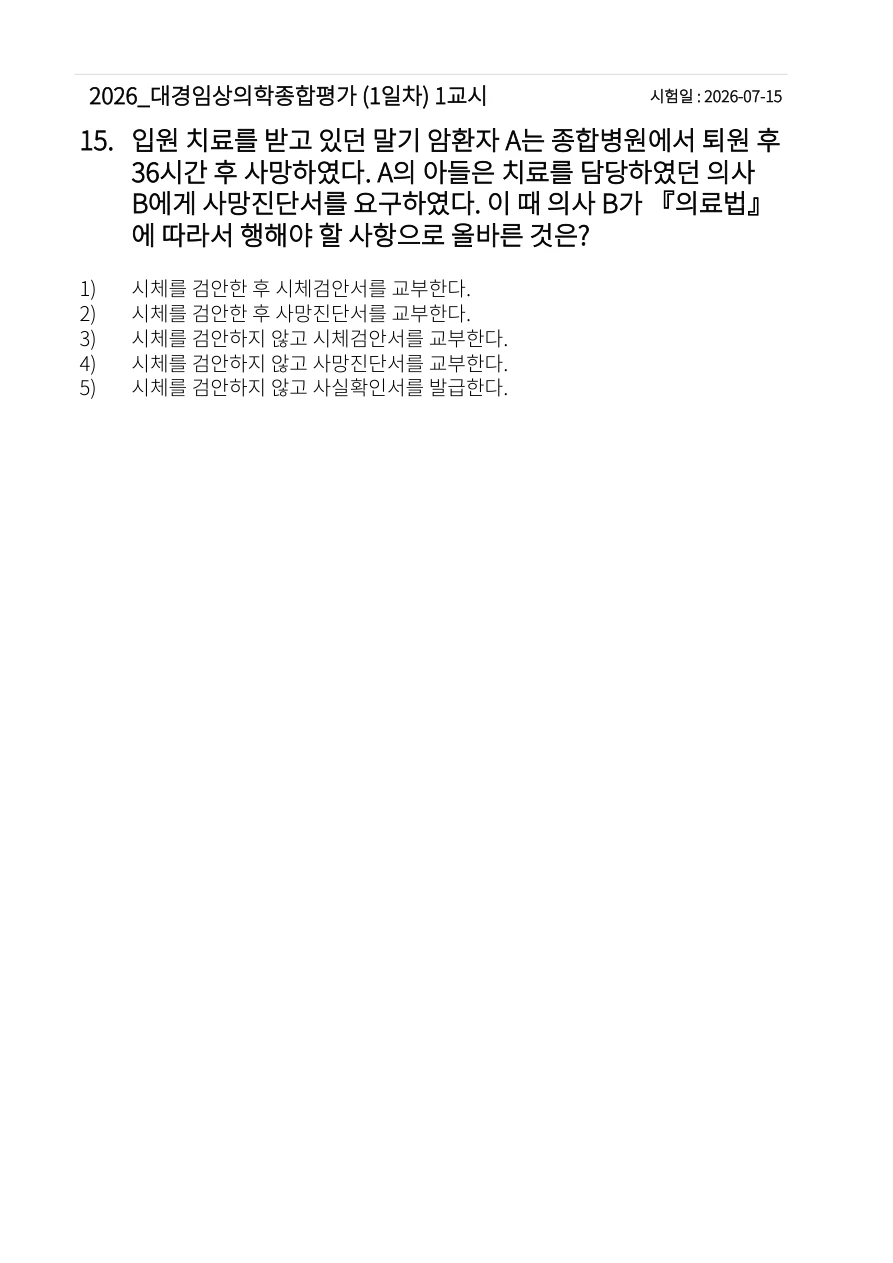 2026_대경임상의학종합평가 (1일차) 1교시 시험일 : 2026-07-15
15. 입원 치료를 받고 있던 말기 암환자 A는 종합병원에서 퇴원 후
36시간 후 사망하였다. A의 아들은 치료를 담당하였던 의사
B에게 사망진단서를 요구하였다. 이 때 의사 B가 『의료법』
에 따라서 행해야 할 사항으로 올바른 것은?
1) 시체를 검안한 후 시체검안서를 교부한다.
2) 시체를 검안한 후 사망진단서를 교부한다.
3) 시체를 검안하지 않고 시체검안서를 교부한다.
4) 시체를 검안하지 않고 사망진단서를 교부한다.
5) 시체를 검안하지 않고 사실확인서를 발급한다.